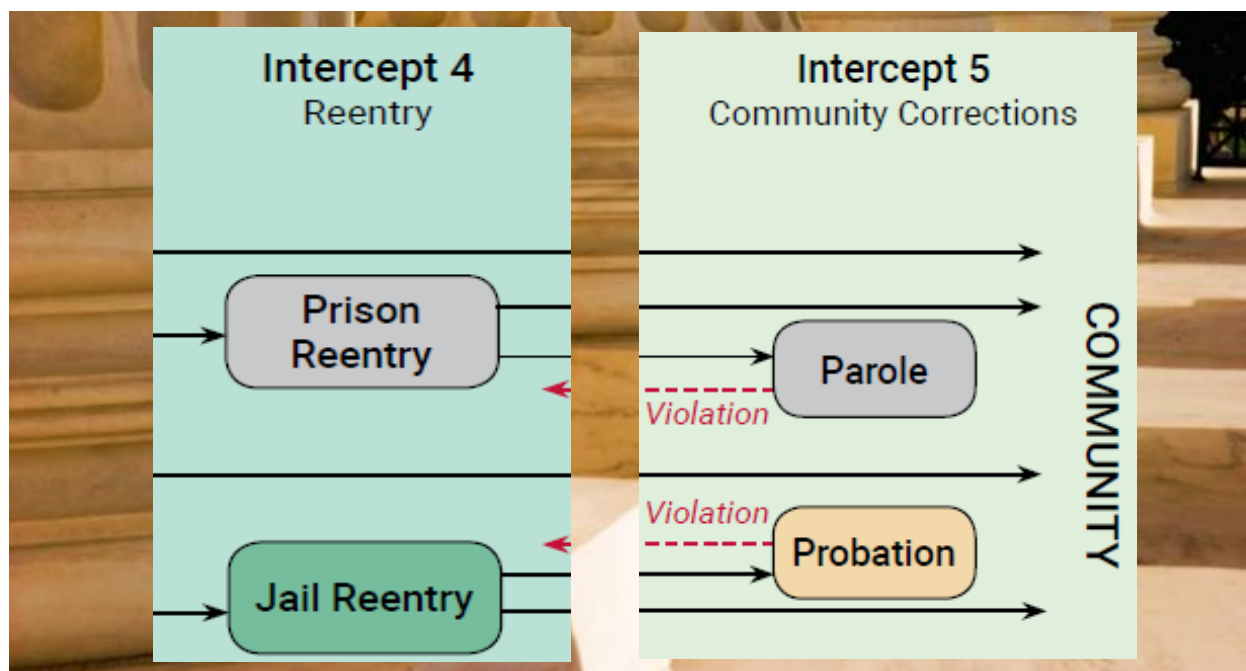 Intercept 4
Reentry
Prison
Reentry
Jail Reentry
Intercept 5
Community Corrections
Parole
Violation
Violation
Probation
COMMUNITY